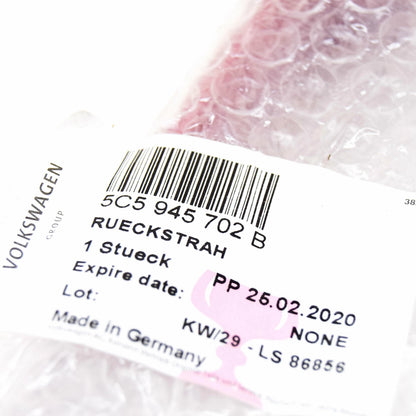 VOLKSWAGEN
GROUP
5C5 945 702 B
RUECKSTRAH
1 Stueck
PP 25.02.2020
Expire date:
NONE
Lot:
KW/29 - LS 86856
Made in Germany
38